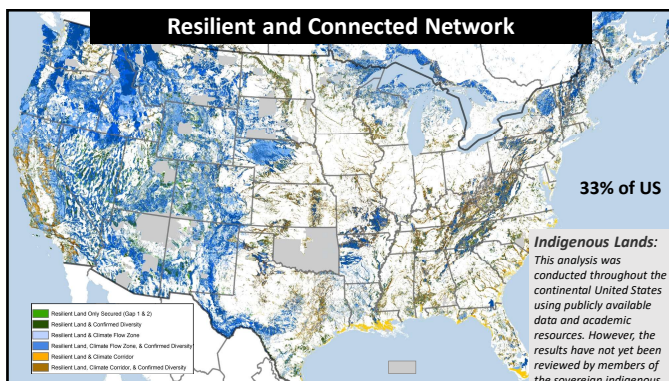 Resilient and Connected Network
33% of US
Indigenous Lands:
This analysis was
conducted throughout the
continental United States
using publicly available
data and academic
resources. However, the
results have not yet been
reviewed by members of
the sovereign indigenous
Resilient Land Only Secured (Gap 1 & 2)
Resilient Land & Confirmed Diversity
Resilient Land & Climate Flow Zone
Resilient Land, Climate Flow Zone, & Confirmed Diversity
Resilient Land & Climate Corridor
Resilient Land, Climate Corridor, & Confirmed Diversity